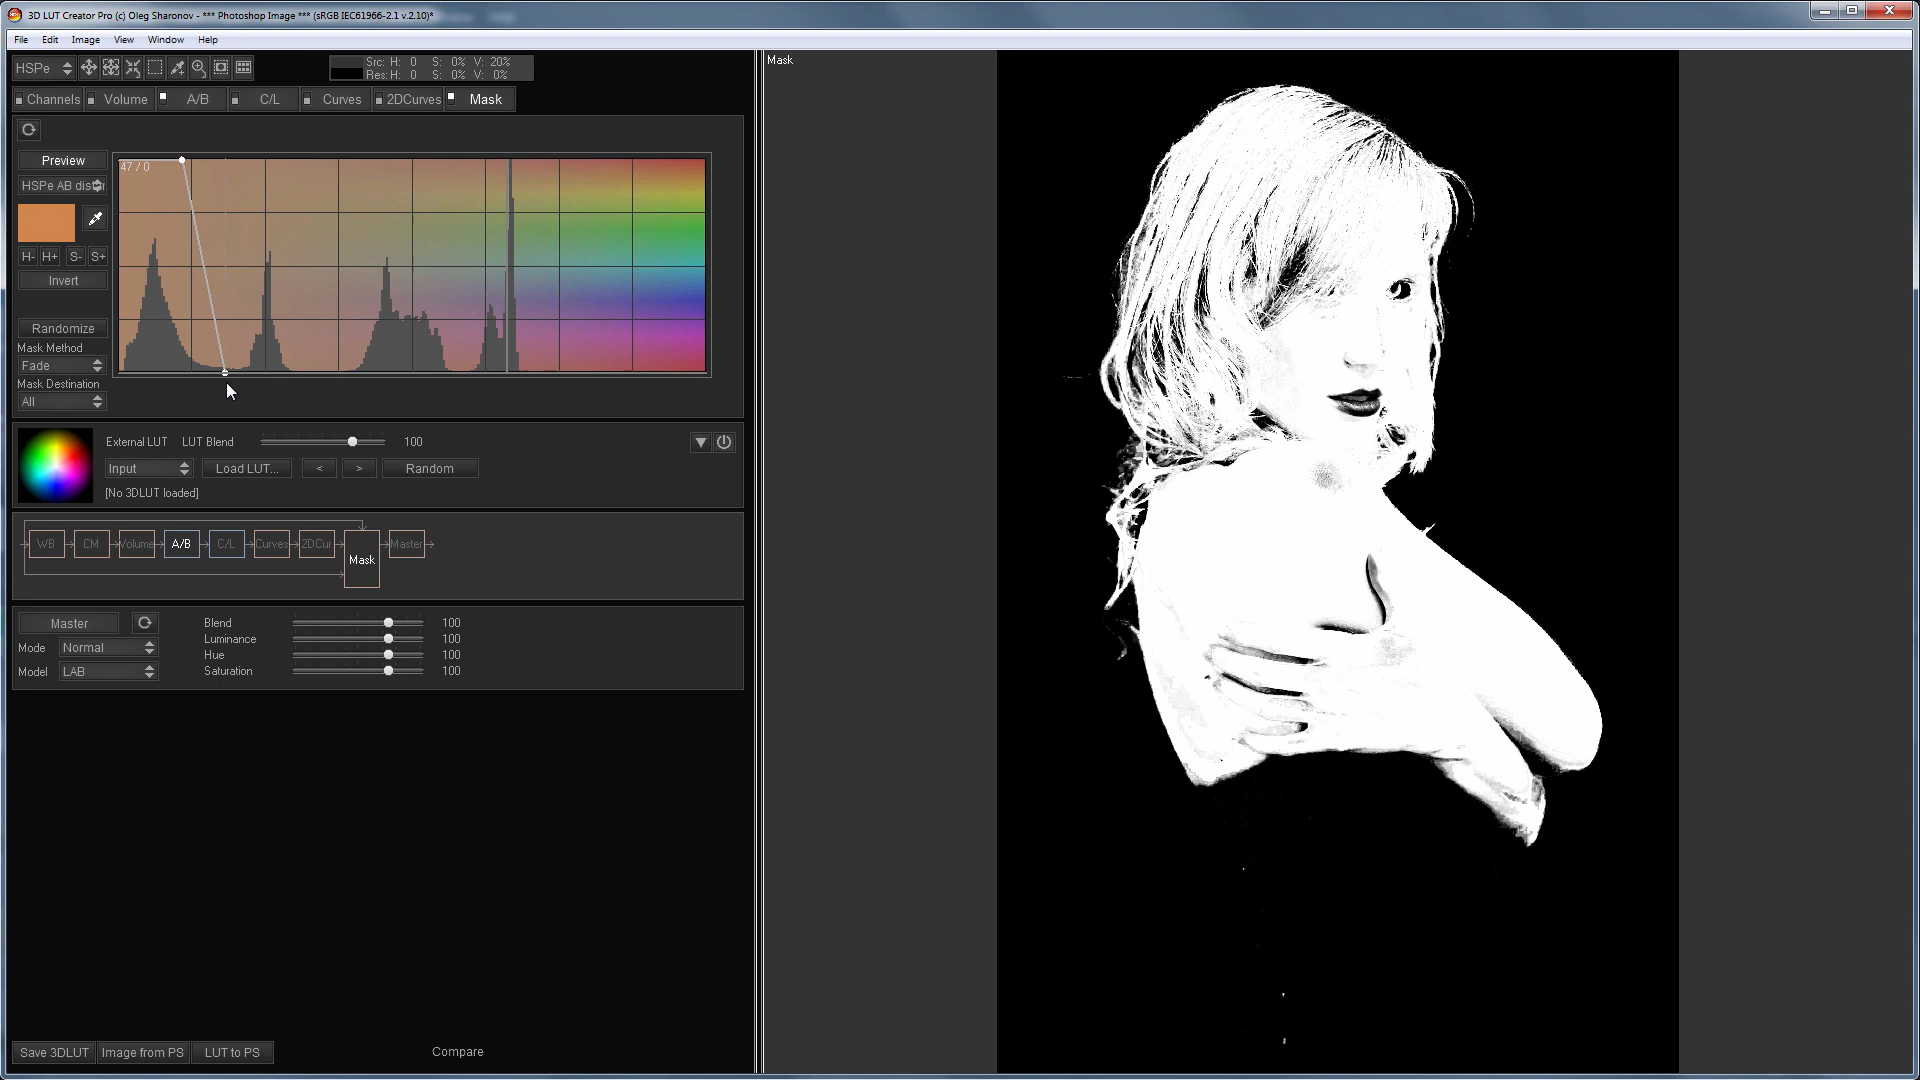 3D LUT Creator Pro (c) Oleg Sharonov - *** Photoshop Image *** (sRGB IEC61966-2.1 v.2.10)*
File Edit Image View Window Help
HSPe
Src: H: 0 S: 0% V: 20%
Res: H: 0 S: 0% V: 0%
Channels Volume A/B C/L Curves 2DCurves Mask
Preview
47 / 0
HSPe AB
H- H+ S- S+
Invert
Randomize
Mask Method
Fade
Mask Destination
All
External LUT LUT Blend 100
Input Load LUT... < > Random
[No 3DLUT loaded]
WB CM Volume A/B C/L Curves 2DCur Mask Master
Master Blend 100
Luminance 100
Mode Normal Hue 100
Model LAB Saturation 100
Save 3DLUT Image from PS LUT to PS Compare
Mask